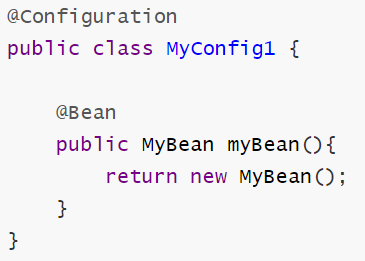 @Configuration
public class MyConfig1 {
@Bean
public MyBean myBean(){
return new MyBean();
}
}